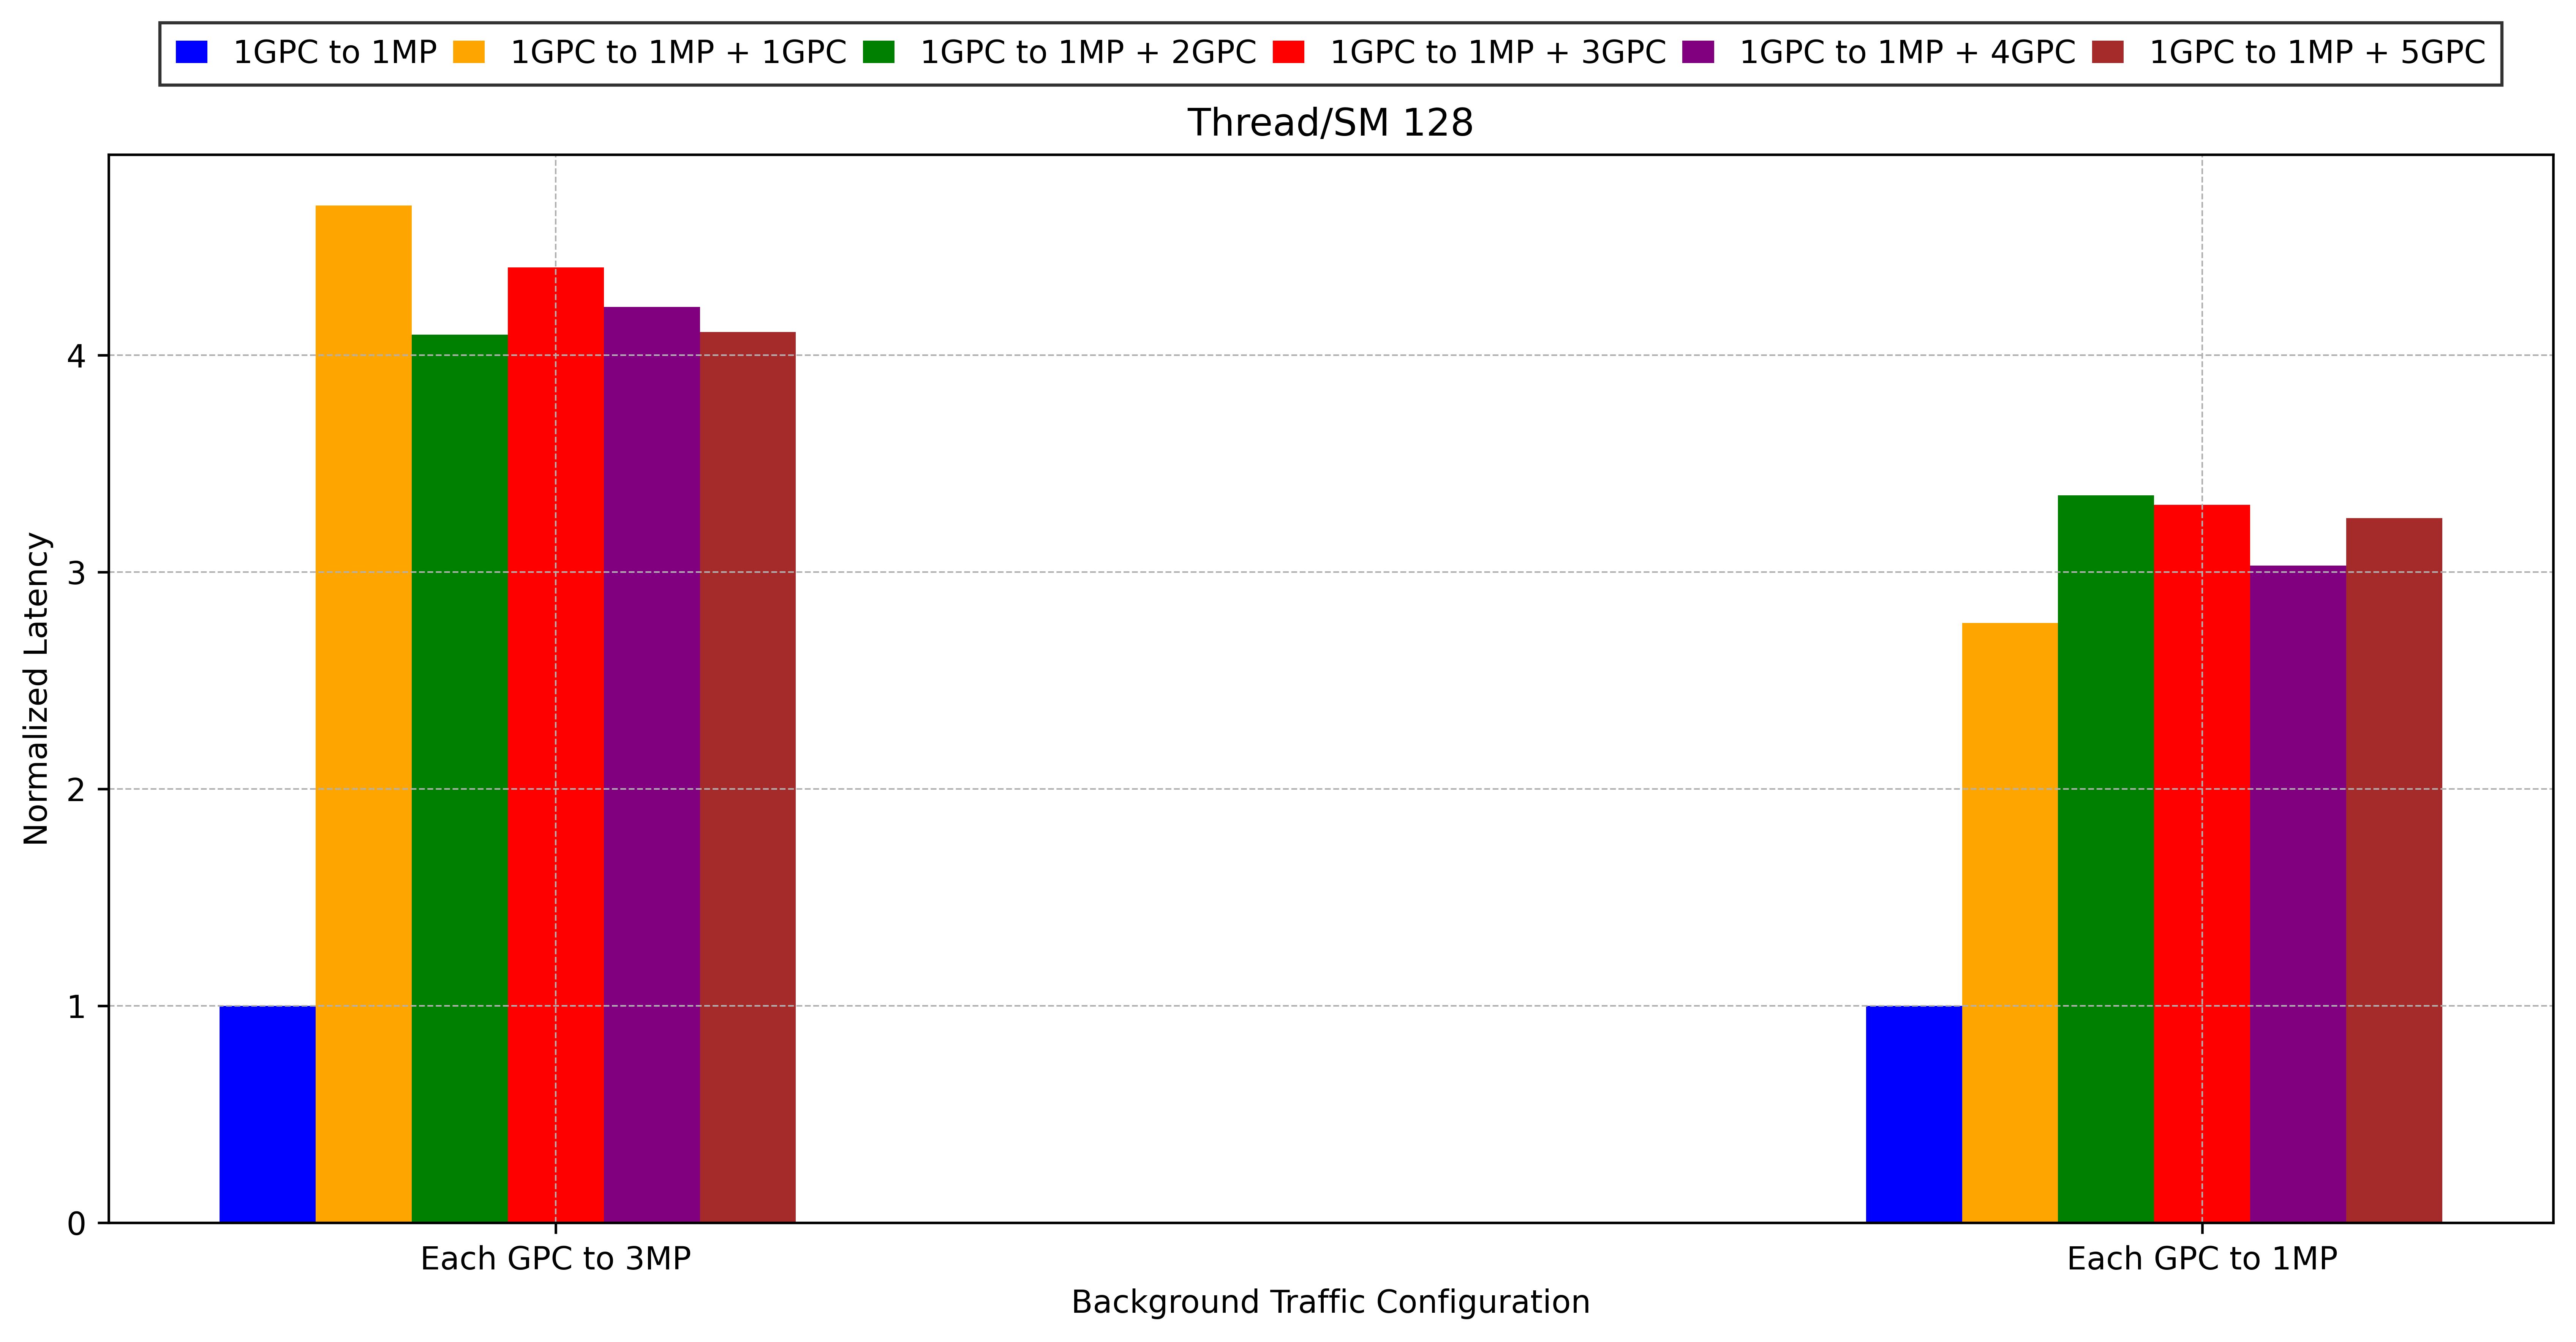 1GPC to 1MP 1GPC to 1MP + 1GPC 1GPC to 1MP + 2GPC 1GPC to 1MP + 3GPC 1GPC to 1MP + 4GPC 1GPC to 1MP + 5GPC
Thread/SM 128
Normalized Latency
4
3
2
1
0
Each GPC to 3MP Each GPC to 1MP
Background Traffic Configuration